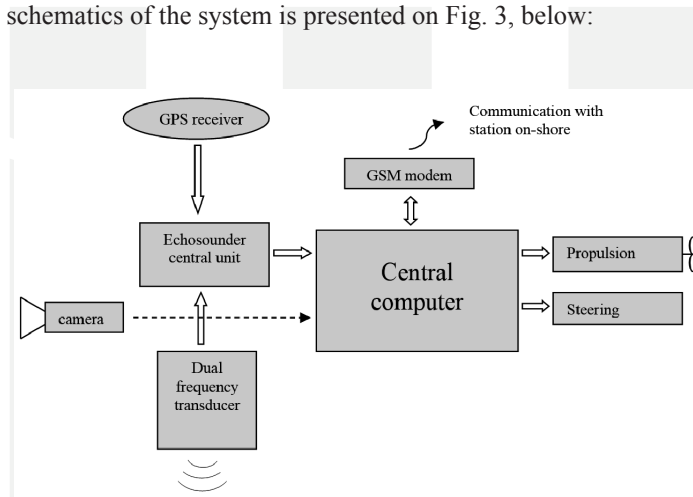 schematics of the system is presented on Fig. 3, below:
GPS receiver
Communication with
station on-shore
GSM modem
Echosounder
central unit
Central
computer
Propulsion
Steering
camera
Dual
frequency
transducer